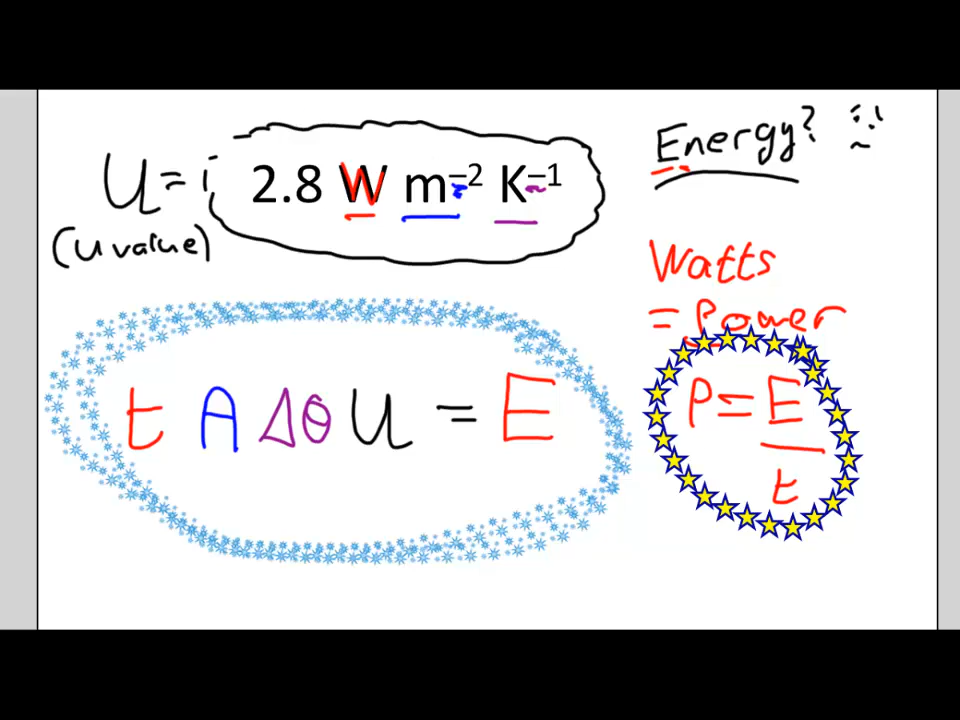 Energy?
U = i 2.8 W m⁻² K⁻¹
(U value)
Watts
= Power
P = E
t
t A Δθ U = E